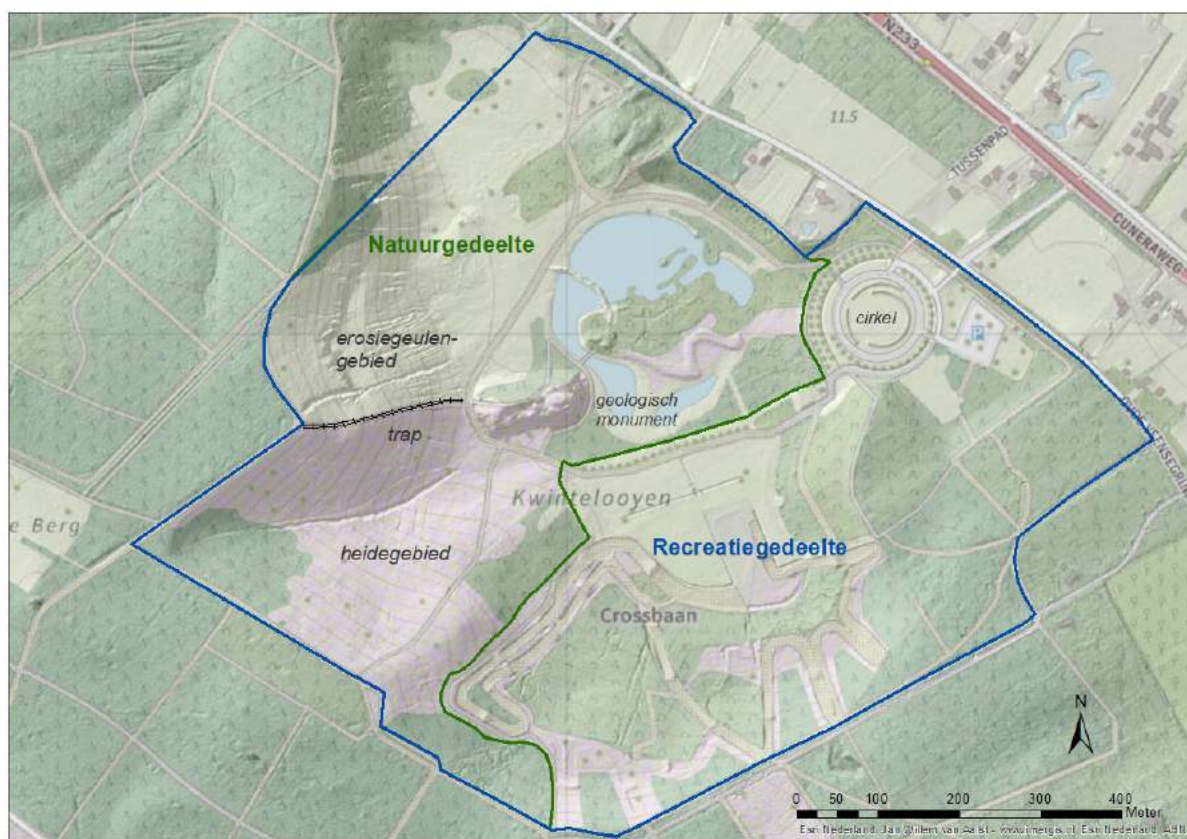 N233
11.5
TUSSENPAD
CUNERAWEG
Natuurgedeelte
cirkel
erosiegeulen-
gebied
geologisch
monument
trap
Kwintelooyen
e Berg
heidegebied
Recreatiegedeelte
Crossbaan
N
0 50 100 200 300 400
Meter